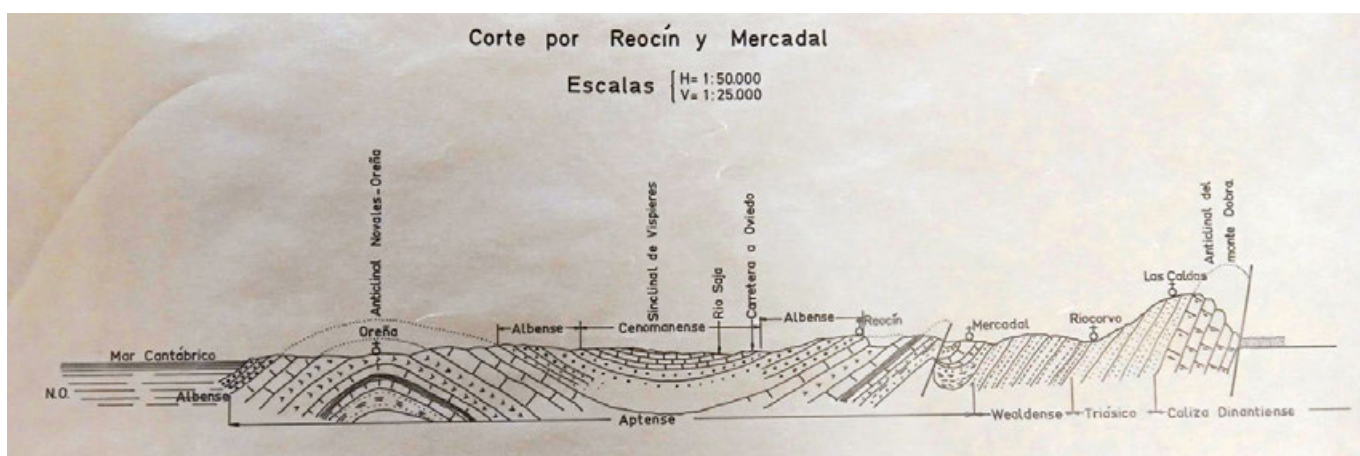 Corte por Reocín y Mercadal
Escalas
H= 1:50.000
V= 1:25.000
Anticlinal Novales-Oreña
Sinclinal de Vispieres
Rio Saja
Carretera a Oviedo
Anticlinal del
monte Dobra.
Las Caldas
Oreña
Albense
Cenomanense
Albense
Reocín
Mercadal
Riocorvo
Mar Cantábrico
N.O.
Albense
Aptense
Wealdense
Triásico
Caliza Dinantiense